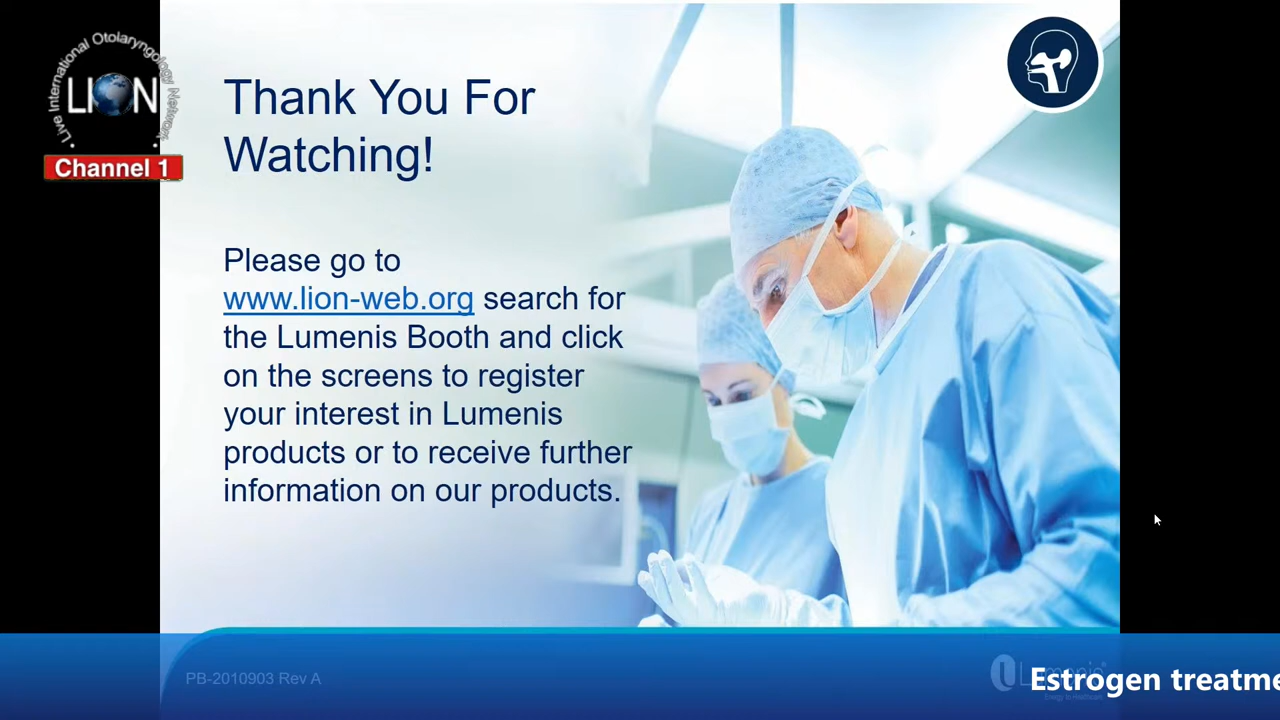 Live International Otolaryngology Network
LION
Channel 1
Thank You For
Watching!
Please go to
www.lion-web.org search for
the Lumenis Booth and click
on the screens to register
your interest in Lumenis
products or to receive further
information on our products.
PB-2010903 Rev A
Lumenis
Estrogen treatme